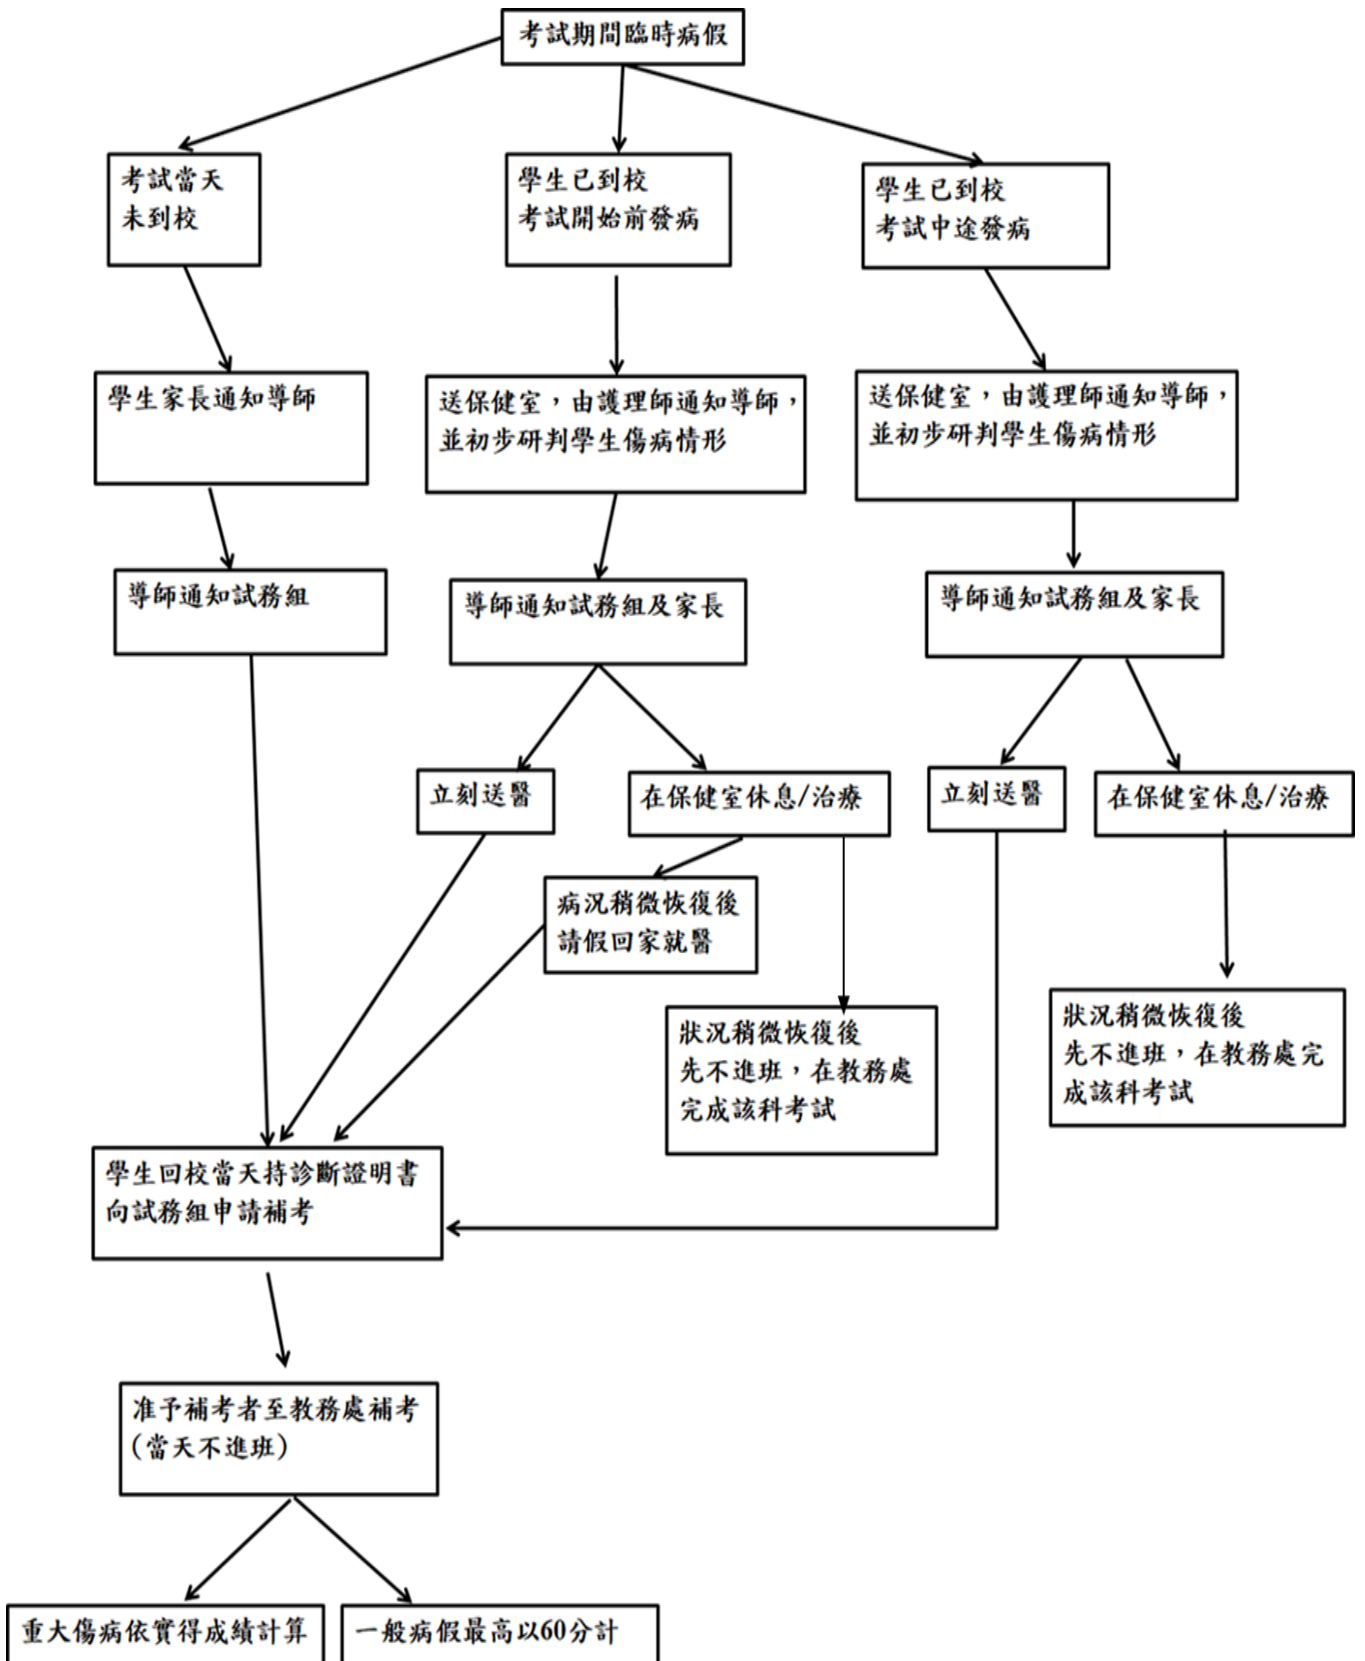 考試期間臨時病假
考試當天
未到校
學生已到校
考試開始前發病
學生已到校
考試中途發病
學生家長通知導師
送保健室，由護理師通知導師，
並初步研判學生傷病情形
送保健室，由護理師通知導師，
並初步研判學生傷病情形
導師通知試務組
導師通知試務組及家長
導師通知試務組及家長
立刻送醫
在保健室休息/治療
立刻送醫
在保健室休息/治療
病況稍微恢復後
請假回家就醫
狀況稍微恢復後
先不進班，在教務處
完成該科考試
狀況稍微恢復後
先不進班，在教務處完
成該科考試
學生回校當天持診斷證明書
向試務組申請補考
准予補考者至教務處補考
(當天不進班)
重大傷病依實得成績計算
一般病假最高以60分計